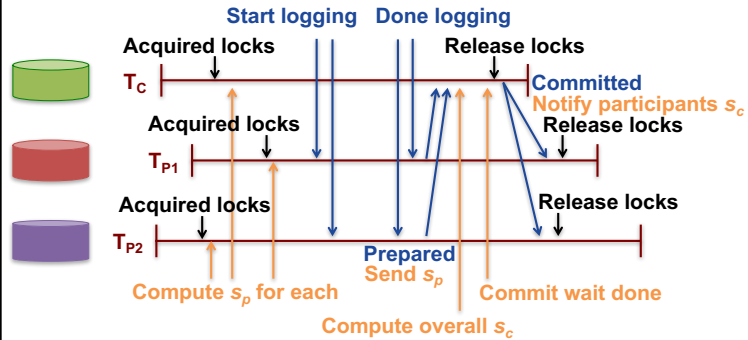 Start logging Done logging
Acquired locks Release locks
T_C
Committed
Notify participants s_c
Acquired locks Release locks
T_P1
Acquired locks Release locks
T_P2
Prepared
Send s_p
Compute s_p for each Commit wait done
Compute overall s_c